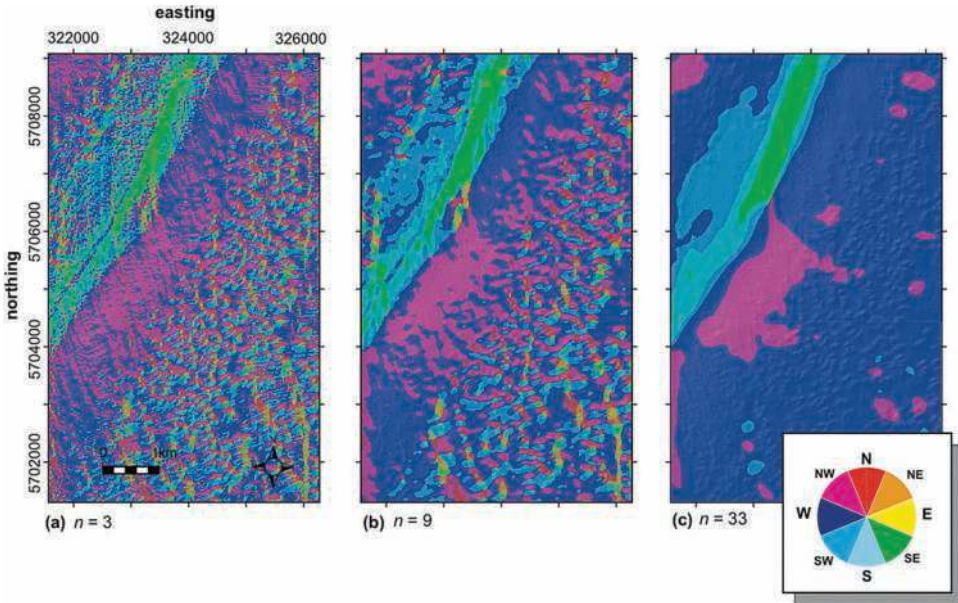 easting
322000 324000 326000
northing
5708000
5706000
5704000
5702000
0 1km
(a) n = 3
(b) n = 9
(c) n = 33
N
NW NE
W E
SW SE
S